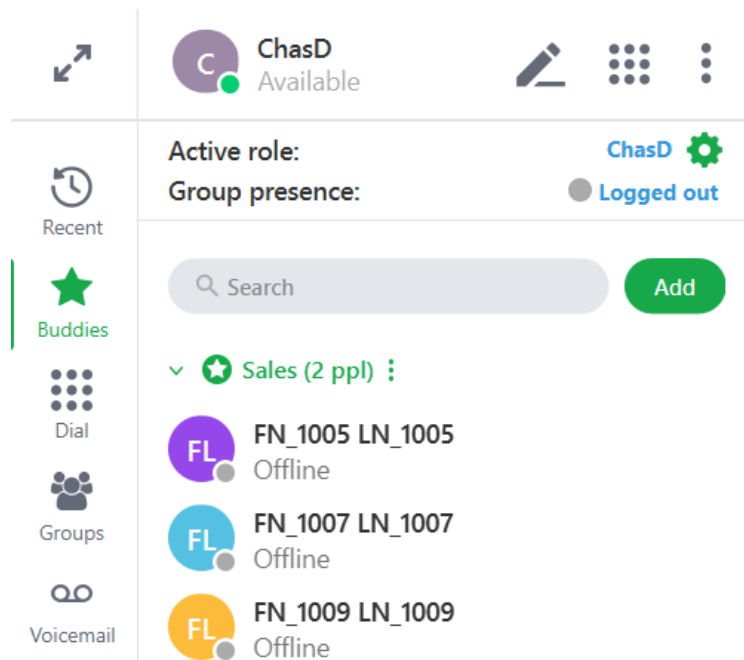 C
ChasD
Available
Active role:
ChasD
Group presence:
Logged out
Recent
Buddies
Dial
Groups
Voicemail
Search
Add
Sales (2 ppl)
FL
FN_1005 LN_1005
Offline
FL
FN_1007 LN_1007
Offline
FL
FN_1009 LN_1009
Offline